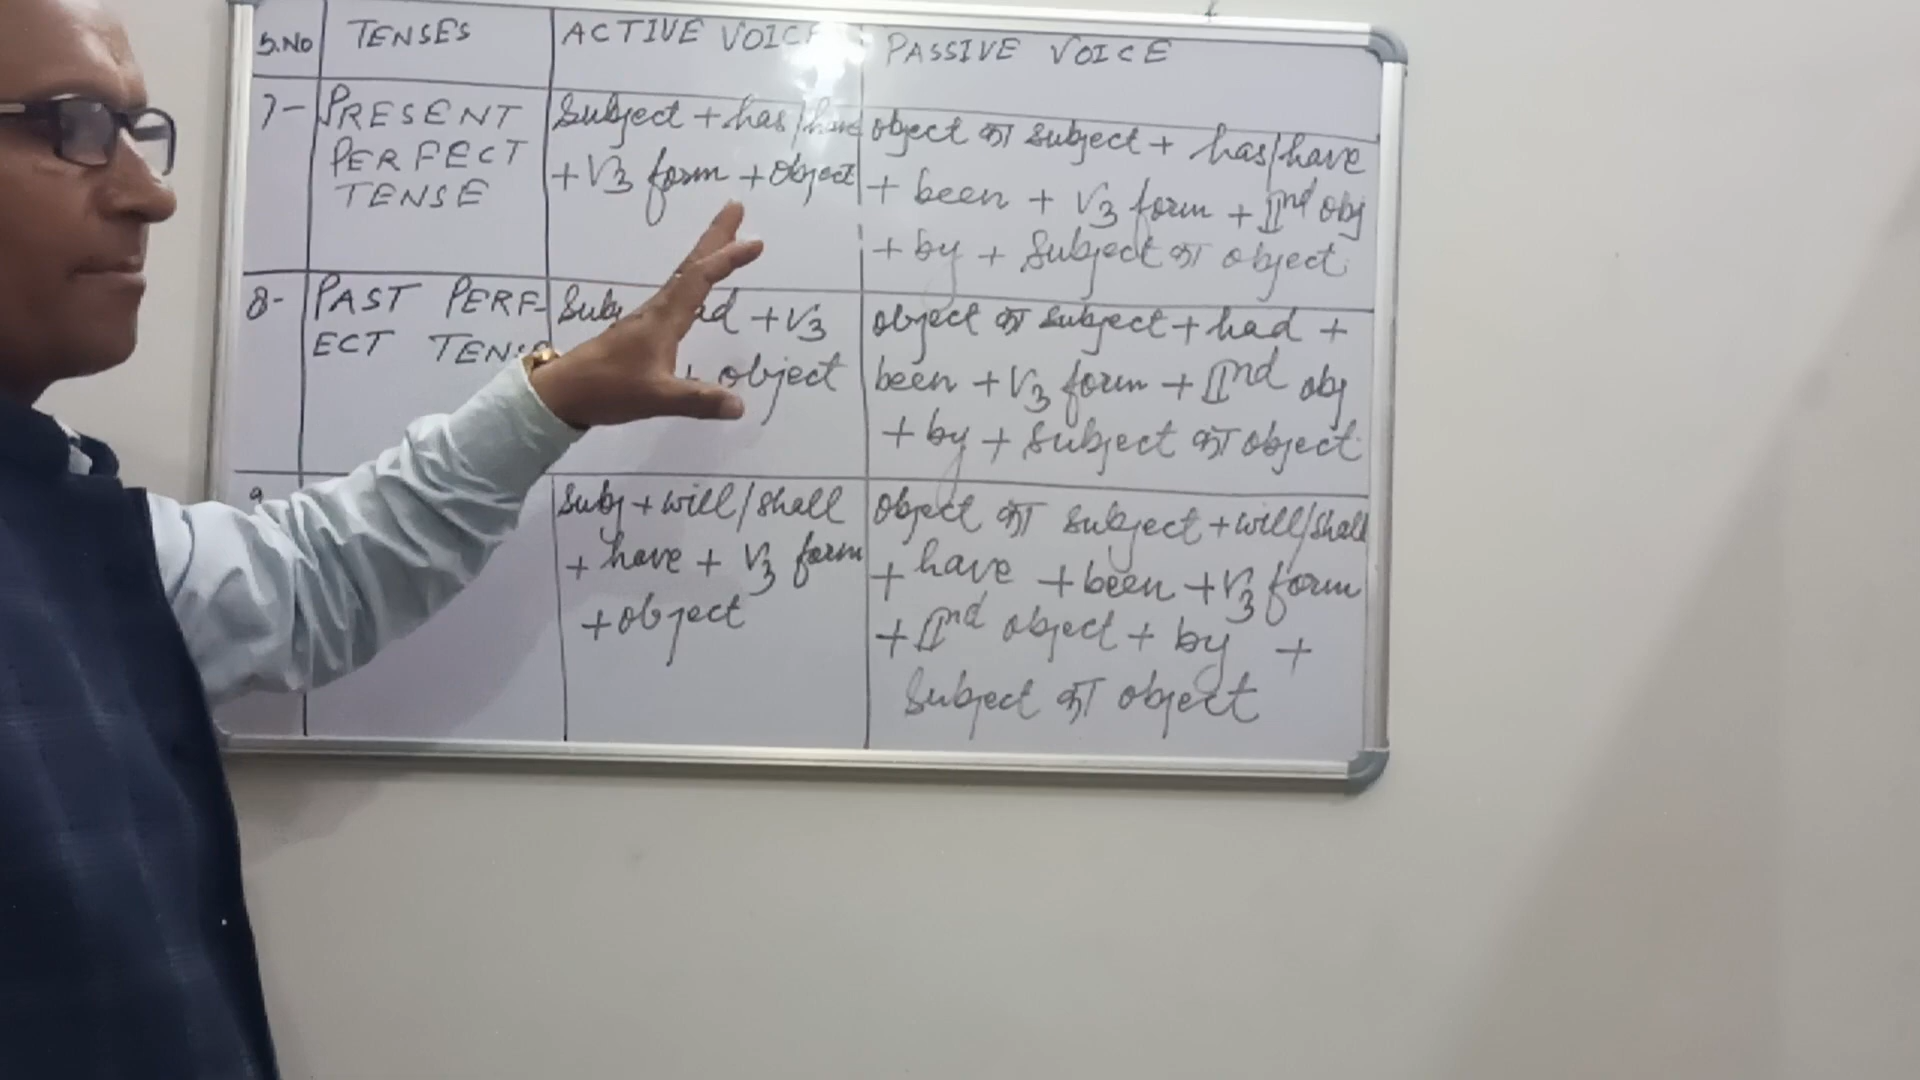 S.No TENSES ACTIVE VOICE PASSIVE VOICE
7- PRESENT
PERFECT
TENSE
Subject + has/have
+ V3 form + object
object का subject + has/have
+ been + V3 form + IInd obj
+ by + Subject का object
8- PAST PERF-
ECT TENSE
Subj ad + V3
+ object
object का subject + had +
been + V3 form + IInd obj
+ by + Subject का object
9
Subj + will/shall
+ have + V3 form
+ object
object का subject + will/shall
+ have + been + V3 form
+ IInd object + by +
Subject का object